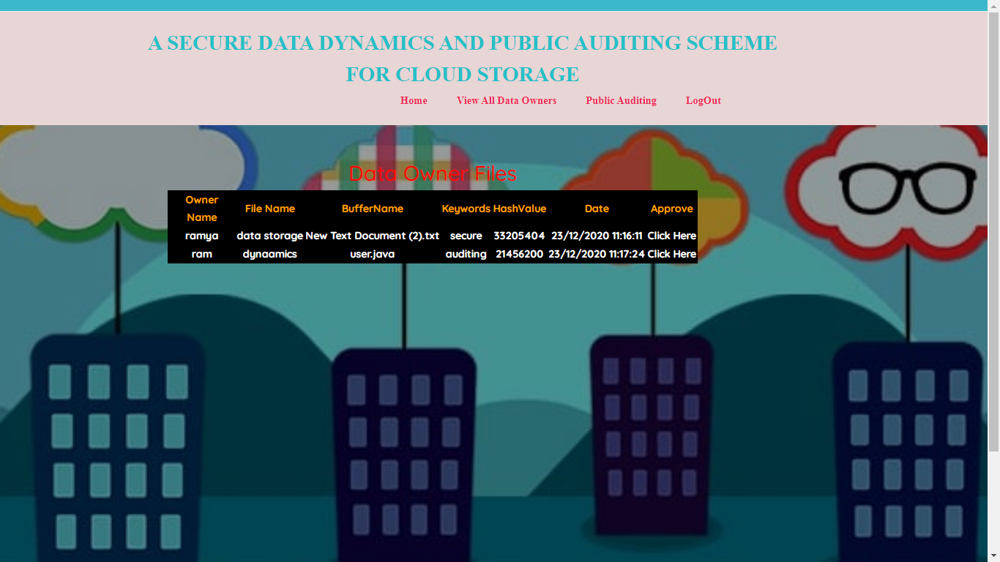 A SECURE DATA DYNAMICS AND PUBLIC AUDITING SCHEME
FOR CLOUD STORAGE
Home View All Data Owners Public Auditing LogOut
Data Owner Files
Owner Name File Name BufferName Keywords HashValue Date Approve
ramya data storage New Text Document (2).txt secure 33205404 23/12/2020 11:16:11 Click Here
ram dynaamics user.java auditing 21456200 23/12/2020 11:17:24 Click Here